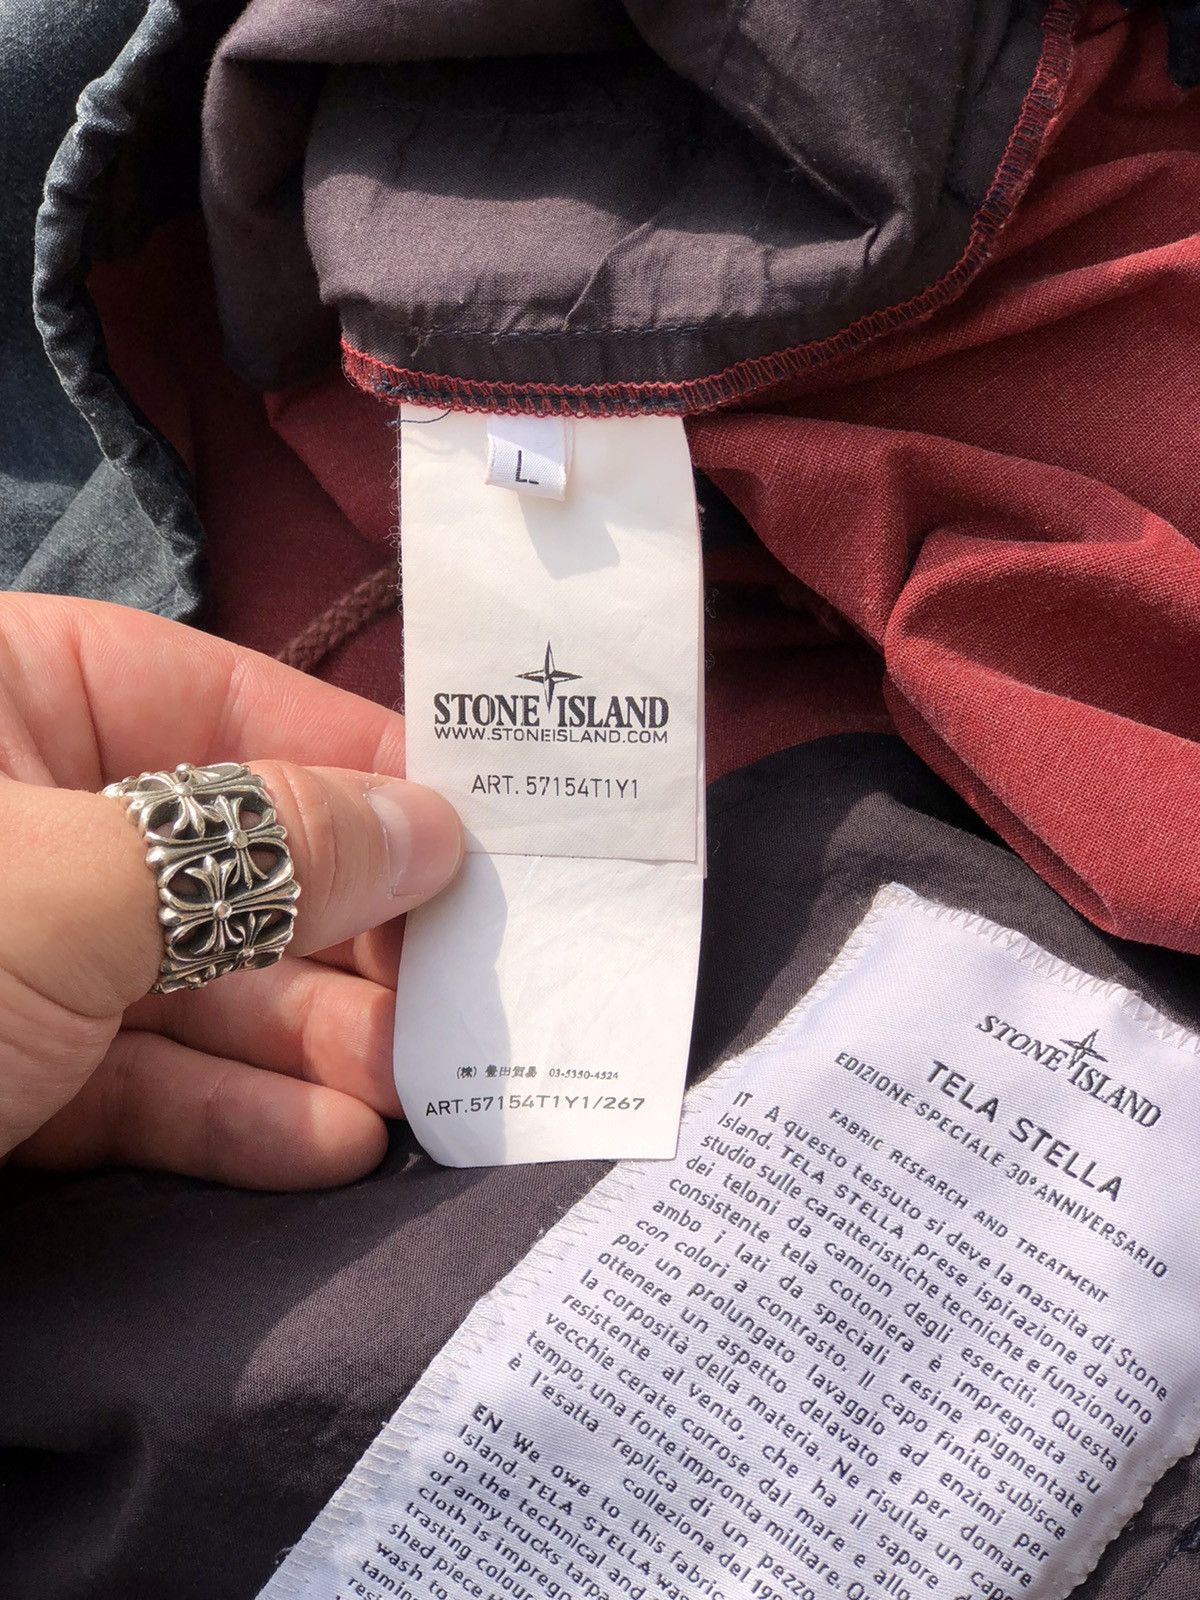 L
STONE ISLAND
WWW.STONEISLAND.COM
ART. 57154T1Y1
(株) 豊田貿易 03-5350-4524
ART.57154T1Y1/267
STONE ISLAND
TELA STELLA
EDIZIONE SPECIALE 30° ANNIVERSARIO
FABRIC RESEARCH AND TREATMENT
IT A questo tessuto si deve la nascita di Stone
Island. TELA STELLA prese ispirazione da uno
studio sulle caratteristiche tecniche e funzionali
dei teloni da camion degli eserciti. Questa
consistente tela cotoniera è impregnata su
ambo i lati da speciali resine pigmentate
con colori a contrasto. Il capo finito subisce
poi un prolungato lavaggio ad enzimi per
ottenere un aspetto delavato e per domare
la corposità della materia. Ne risulta un capo
resistente al vento, che ha il sapore
vecchie cerate corrose dal mare e allo
tempo, una forte impronta militare.
è l'esatta replica di un pezzo
collezione del
EN We owe to this fabric
Island. TELA STELLA was
on the technical and
of army trucks
cloth is
trasting
shed piece
wash to